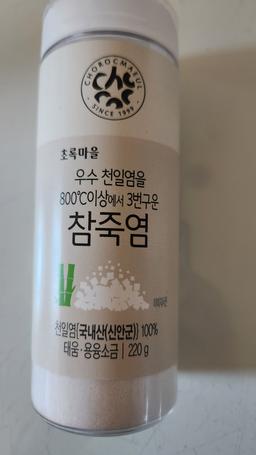 CHOROCMAEUL
SINCE 1999
초록마을
우수 천일염을
800℃이상에서 3번구운
참죽염
천일염[국내산(신안군)] 100%
태움·용융소금 | 220 g